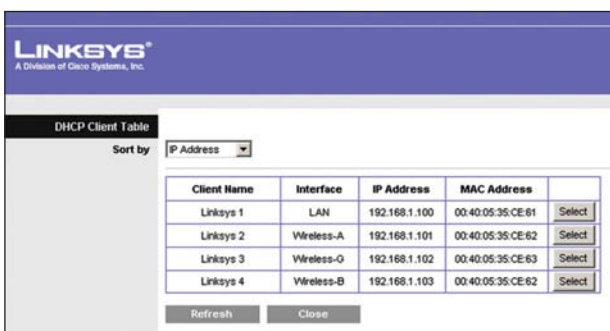 LINKSYS®
A Division of Cisco Systems, Inc.
DHCP Client Table
Sort by IP Address
Client Name Interface IP Address MAC Address
Linksys 1 LAN 192.168.1.100 00:40:05:35:CE:61 Select
Linksys 2 Wireless-A 192.168.1.101 00:40:05:35:CE:62 Select
Linksys 3 Wireless-G 192.168.1.102 00:40:05:35:CE:63 Select
Linksys 4 Wireless-B 192.168.1.103 00:40:05:35:CE:62 Select
Refresh Close